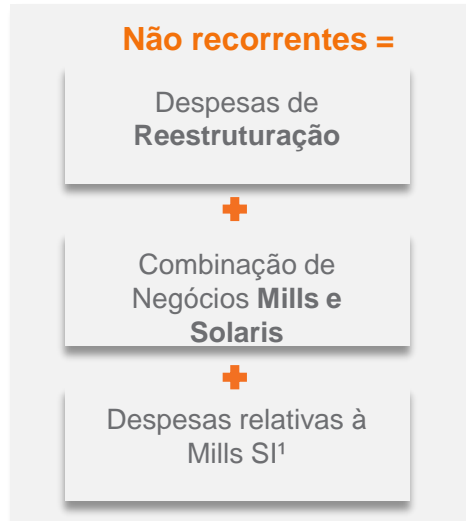 Não recorrentes =
Despesas de
Reestruturação
+
Combinação de
Negócios Mills e
Solaris
+
Despesas relativas à
Mills SI¹